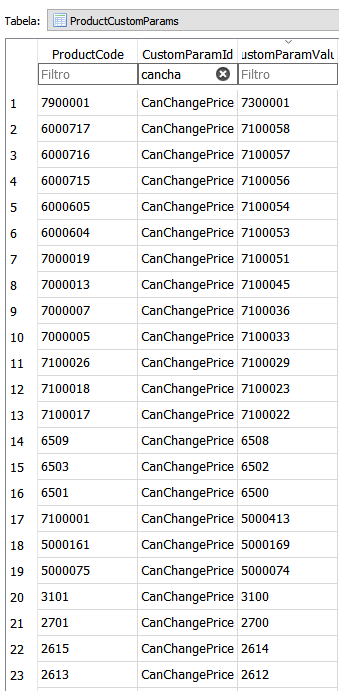 Tabela: ProductCustomParams
ProductCode CustomParamId ustomParamValu
Filtro cancha Filtro
1 7900001 CanChangePrice 7300001
2 6000717 CanChangePrice 7100058
3 6000716 CanChangePrice 7100057
4 6000715 CanChangePrice 7100056
5 6000605 CanChangePrice 7100054
6 6000604 CanChangePrice 7100053
7 7000019 CanChangePrice 7100051
8 7000013 CanChangePrice 7100045
9 7000007 CanChangePrice 7100036
10 7000005 CanChangePrice 7100033
11 7100026 CanChangePrice 7100029
12 7100018 CanChangePrice 7100023
13 7100017 CanChangePrice 7100022
14 6509 CanChangePrice 6508
15 6503 CanChangePrice 6502
16 6501 CanChangePrice 6500
17 7100001 CanChangePrice 5000413
18 5000161 CanChangePrice 5000169
19 5000075 CanChangePrice 5000074
20 3101 CanChangePrice 3100
21 2701 CanChangePrice 2700
22 2615 CanChangePrice 2614
23 2613 CanChangePrice 2612